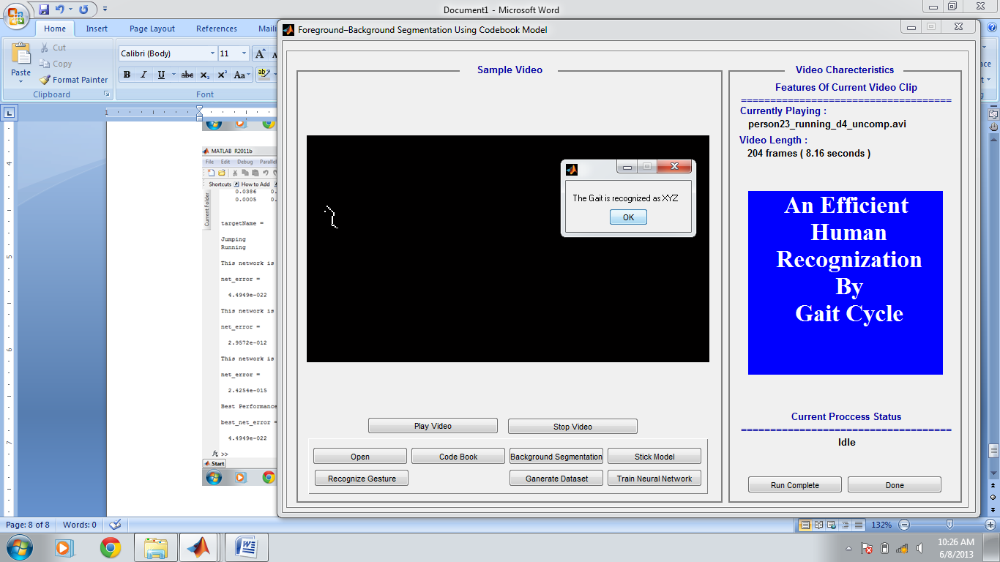 Document1 - Microsoft Word
Home Insert Page Layout References Maili
Cut
Copy
Format Painter
Paste
Clipboard
Calibri (Body) 11
B I U abc X₂ X² Aa
Font
Foreground–Background Segmentation Using Codebook Model
Sample Video
The Gait is recognized as XYZ
OK
Play Video Stop Video
Open Code Book Background Segmentation Stick Model
Recognize Gesture Ganerate Dataset Train Neural Network
Video Charecteristics
Features Of Current Video Clip
====================================
Currently Playing :
person23_running_d4_uncomp.avi
Video Length :
204 frames ( 8.16 seconds )
An Efficient
Human
Recognization
By
Gait Cycle
Current Proccess Status
====================================
Idle
Run Complete Done
MATLAB R2011b
File Edit Debug Parallel
Shortcuts How to Add
Current Folder
0.0386 0.
0.0005 0.
targetName =
Jumping
Running
This network is
net_error =
4.4949e-022
This network is
net_error =
2.9572e-012
This network is
net_error =
2.4254e-015
Best Performance
best_net_error =
4.4949e-022
fx >>
Start
Page: 8 of 8 Words: 0
132%
10:26 AM
6/8/2013